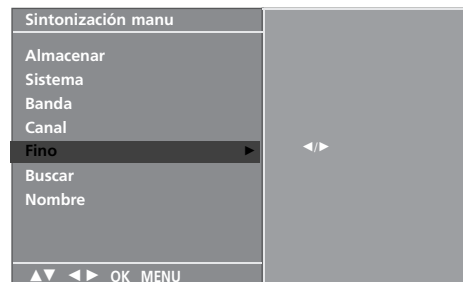 Sintonización manu
Almacenar
Sistema
Banda
Canal
Fino ►
◄/►
Buscar
Nombre
▲▼ ◄► OK MENU